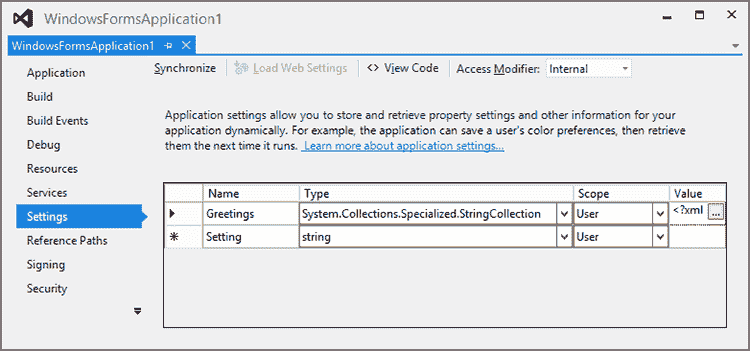 WindowsFormsApplication1
WindowsFormsApplication1
Synchronize Load Web Settings <> View Code Access Modifier: Internal
Application
Build
Build Events
Debug
Resources
Services
Settings
Reference Paths
Signing
Security
Application settings allow you to store and retrieve property settings and other information for your
application dynamically. For example, the application can save a user's color preferences, then retrieve
them the next time it runs. Learn more about application settings...
Name Type Scope Value
Greetings System.Collections.Specialized.StringCollection User <?xml ...
* Setting string User